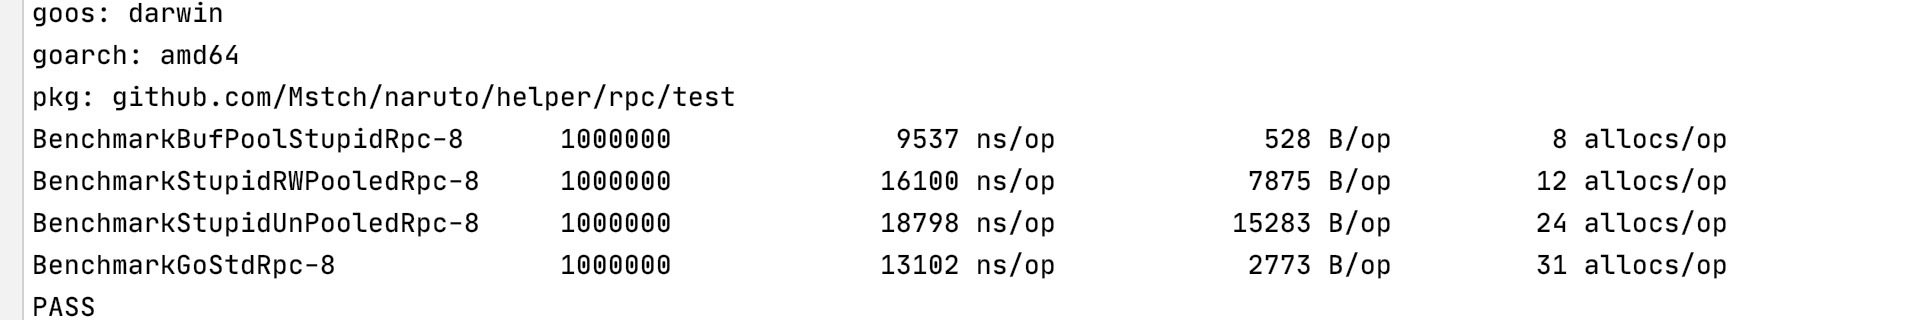 goos: darwin
goarch: amd64
pkg: github.com/Mstch/naruto/helper/rpc/test
BenchmarkBufPoolStupidRpc-8 1000000 9537 ns/op 528 B/op 8 allocs/op
BenchmarkStupidRWPooledRpc-8 1000000 16100 ns/op 7875 B/op 12 allocs/op
BenchmarkStupidUnPooledRpc-8 1000000 18798 ns/op 15283 B/op 24 allocs/op
BenchmarkGoStdRpc-8 1000000 13102 ns/op 2773 B/op 31 allocs/op
PASS